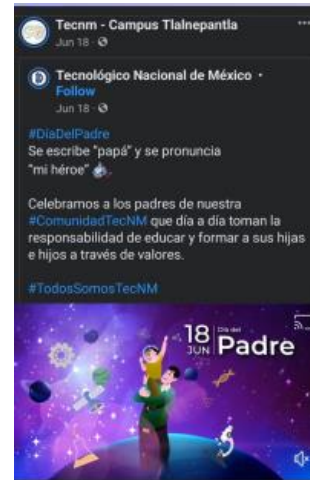 Tecnm - Campus Tlalnepantla
Jun 18 ·
Tecnológico Nacional de México ·
Follow
Jun 18 ·
#DíaDelPadre
Se escribe "papá" y se pronuncia
"mi héroe" .
Celebramos a los padres de nuestra
#ComunidadTecNM que día a día toman la
responsabilidad de educar y formar a sus hijas
e hijos a través de valores.
#TodosSomosTecNM
18 JUN
Día del
Padre